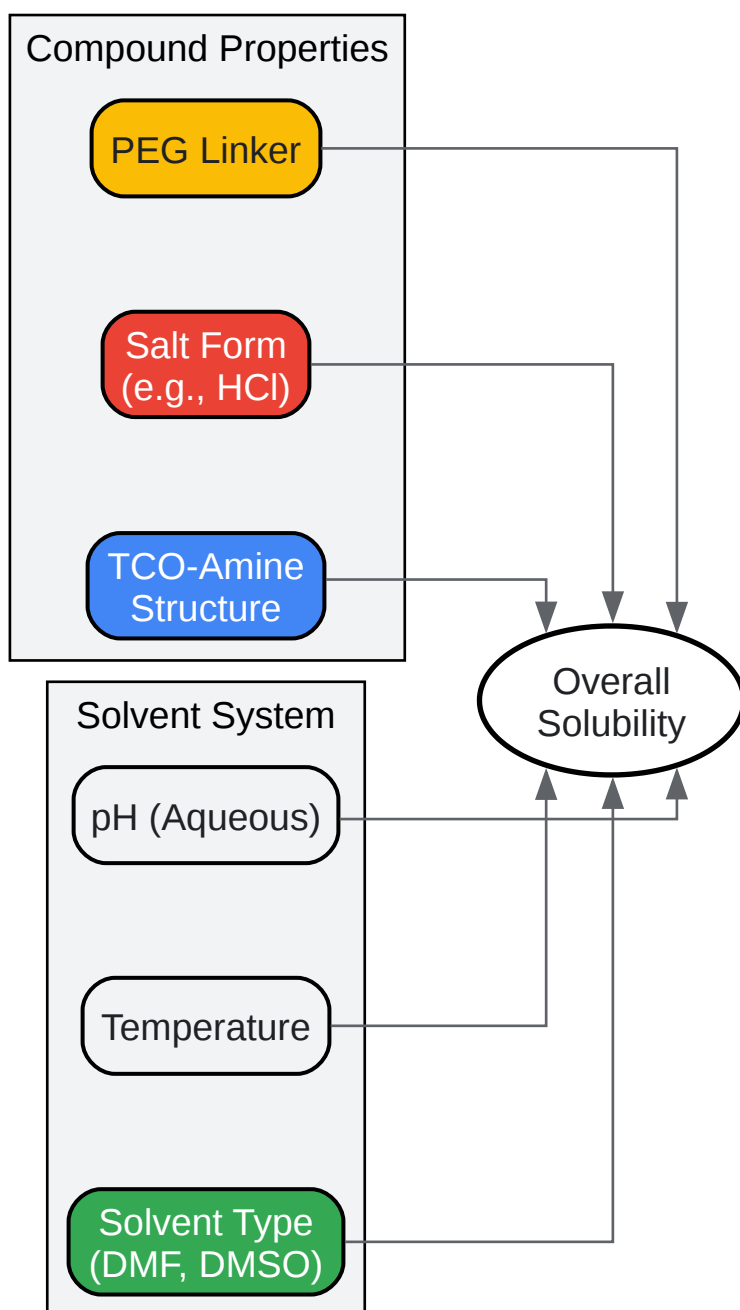 Compound Properties
PEG Linker
Salt Form
(e.g., HCl)
TCO-Amine
Structure
Overall
Solubility
Solvent System
pH (Aqueous)
Temperature
Solvent Type
(DMF, DMSO)